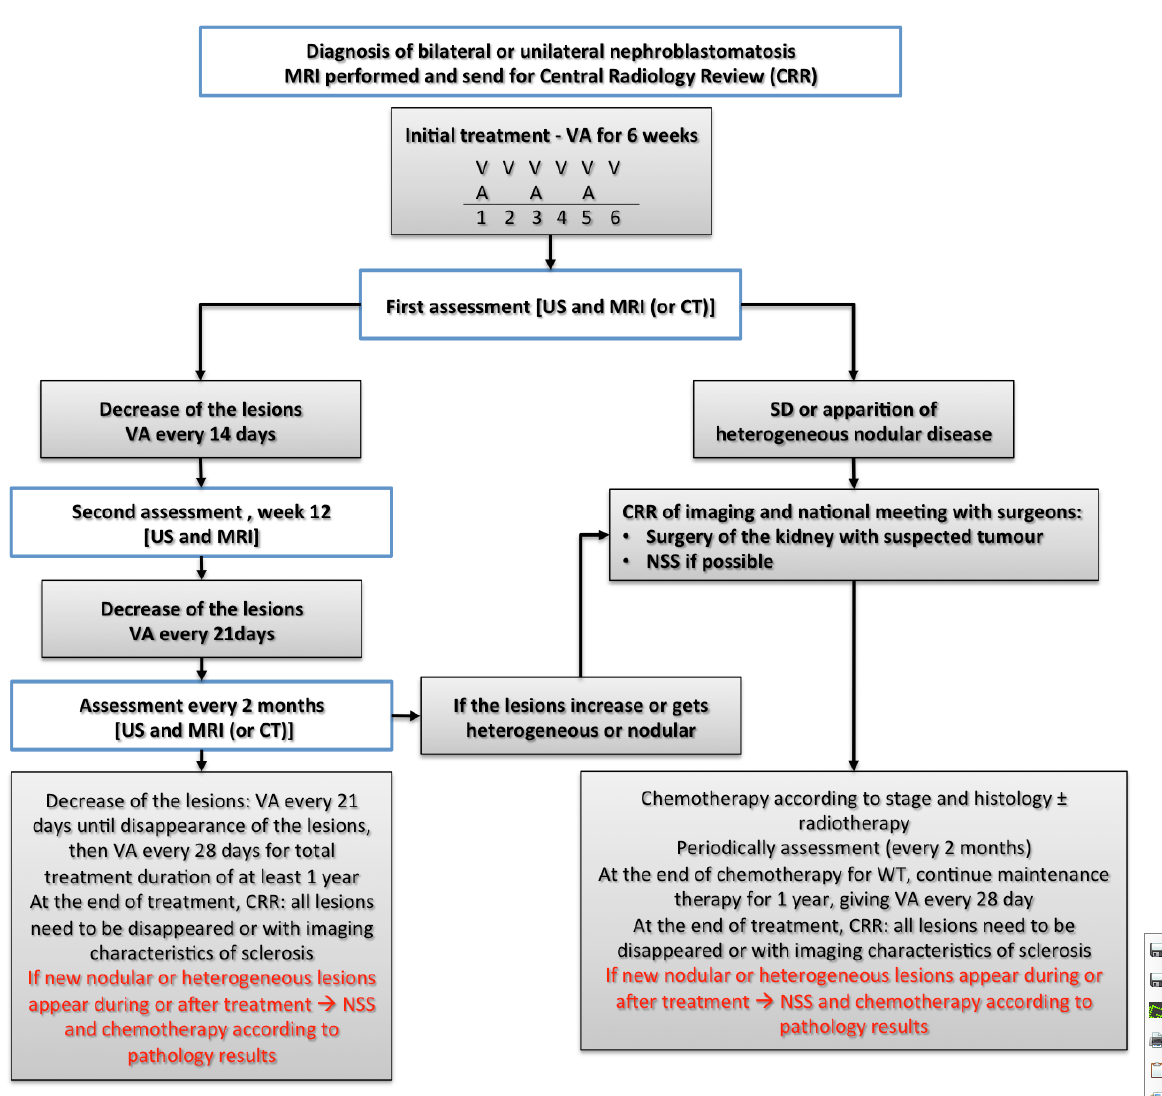 Diagnosis of bilateral or unilateral nephroblastomatosis
MRI performed and send for Central Radiology Review (CRR)
Initial treatment - VA for 6 weeks
V V V V V V
A A A
1 2 3 4 5 6
First assessment [US and MRI (or CT)]
Decrease of the lesions
VA every 14 days
SD or apparition of
heterogeneous nodular disease
Second assessment , week 12
[US and MRI]
CRR of imaging and national meeting with surgeons:
• Surgery of the kidney with suspected tumour
• NSS if possible
Decrease of the lesions
VA every 21days
Assessment every 2 months
[US and MRI (or CT)]
If the lesions increase or gets
heterogeneous or nodular
Decrease of the lesions: VA every 21
days until disappearance of the lesions,
then VA every 28 days for total
treatment duration of at least 1 year
At the end of treatment, CRR: all lesions
need to be disappeared or with imaging
characteristics of sclerosis
If new nodular or heterogeneous lesions
appear during or after treatment → NSS
and chemotherapy according to
pathology results
Chemotherapy according to stage and histology ±
radiotherapy
Periodically assessment (every 2 months)
At the end of chemotherapy for WT, continue maintenance
therapy for 1 year, giving VA every 28 day
At the end of treatment, CRR: all lesions need to be
disappeared or with imaging characteristics of sclerosis
If new nodular or heterogeneous lesions appear during or
after treatment → NSS and chemotherapy according to
pathology results